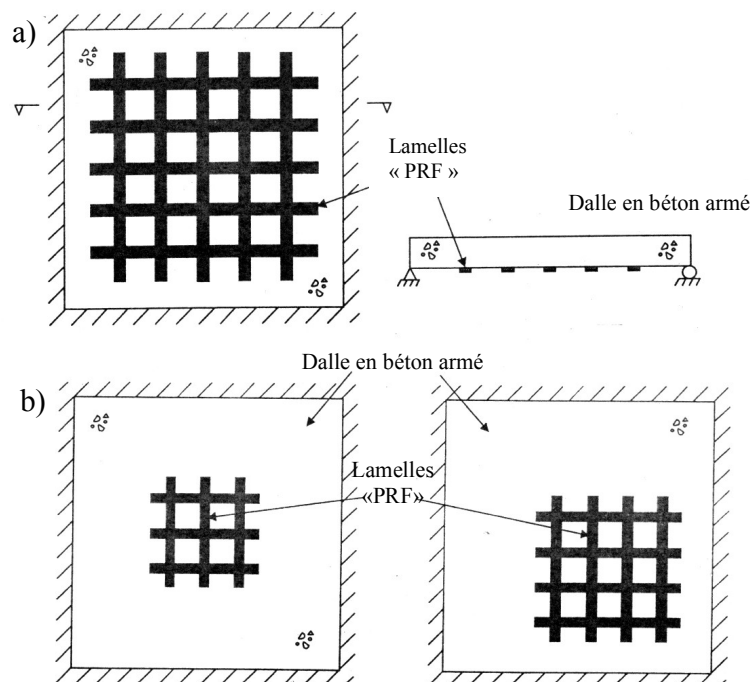 a)
Lamelles
« PRF »
Dalle en béton armé
Dalle en béton armé
b)
Lamelles
«PRF»